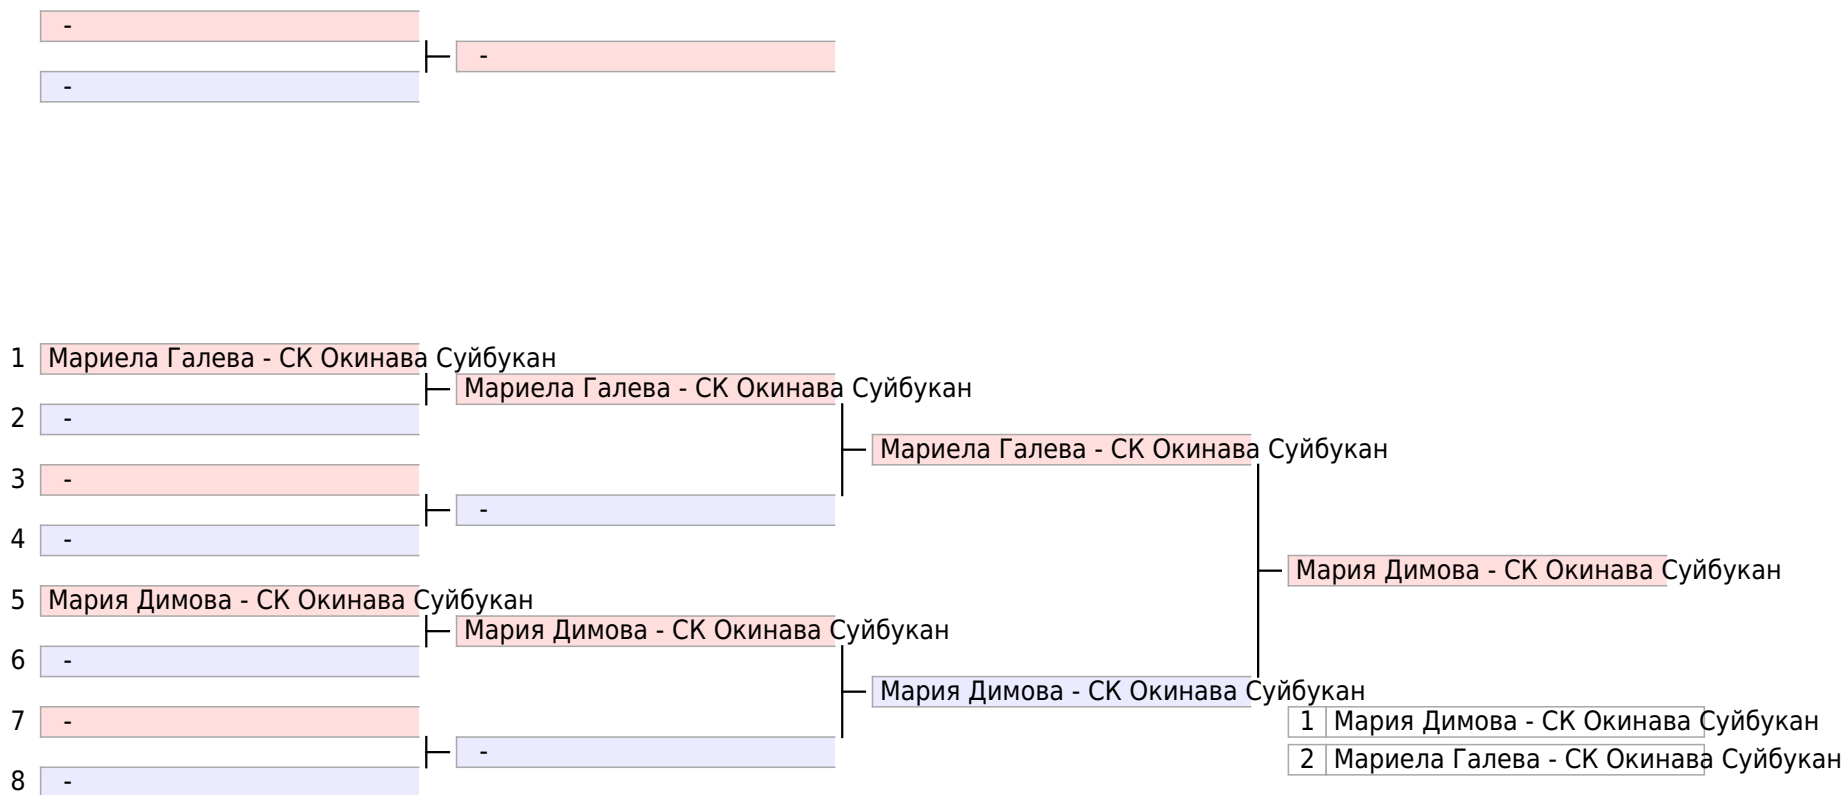 -
-
-
1 Мариела Галева - СК Окинава Суйбукан
Мариела Галева - СК Окинава Суйбукан
2 -
Мариела Галева - СК Окинава Суйбукан
3 -
-
4 -
Мария Димова - СК Окинава Суйбукан
5 Мария Димова - СК Окинава Суйбукан
Мария Димова - СК Окинава Суйбукан
6 -
Мария Димова - СК Окинава Суйбукан
7 -
1 Мария Димова - СК Окинава Суйбукан
-
2 Мариела Галева - СК Окинава Суйбукан
8 -